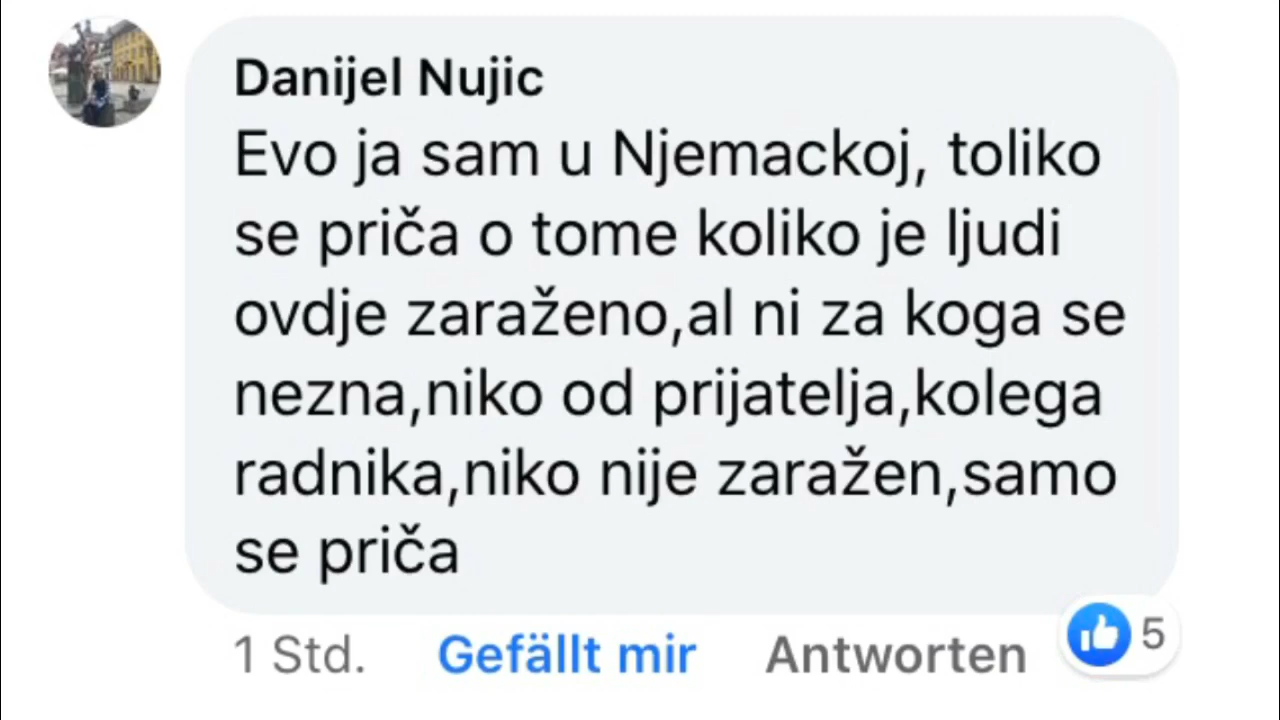 Danijel Nujic
Evo ja sam u Njemackoj, toliko
se priča o tome koliko je ljudi
ovdje zaraženo,al ni za koga se
nezna,niko od prijatelja,kolega
radnika,niko nije zaražen,samo
se priča
1 Std. Gefällt mir Antworten 5